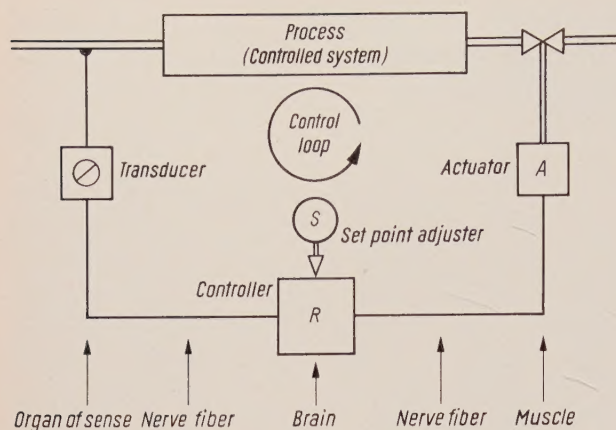 Process
(Controlled system)
Control
loop
Transducer
Actuator
A
S
Set point adjuster
Controller
R
Organ of sense
Nerve fiber
Brain
Nerve fiber
Muscle